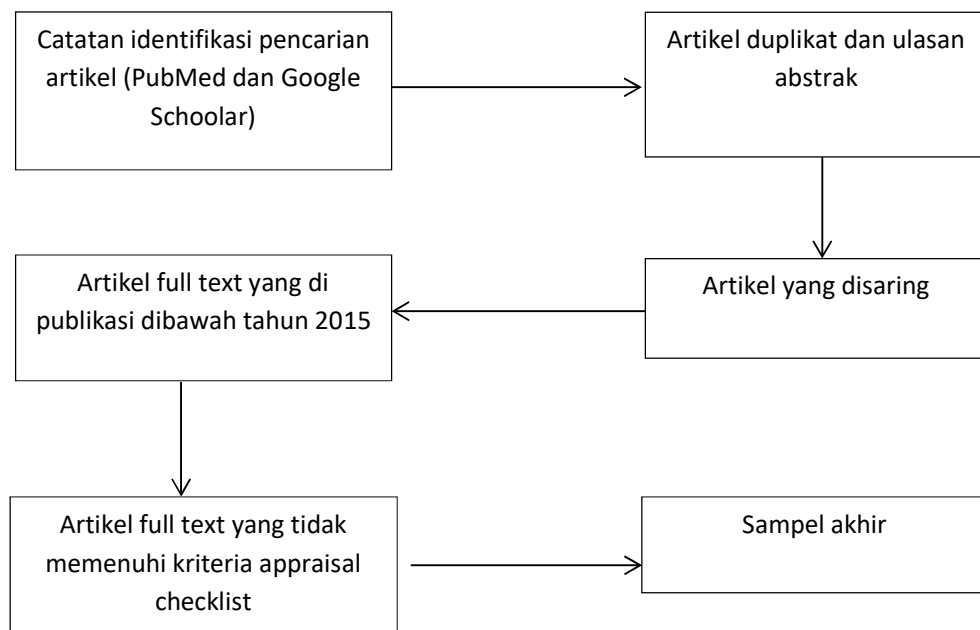 Catatan identifikasi pencarian
artikel (PubMed dan Google
Schoolar)
Artikel duplikat dan ulasan
abstrak
Artikel yang disaring
Artikel full text yang di
publikasi dibawah tahun 2015
Artikel full text yang tidak
memenuhi kriteria appraisal
checklist
Sampel akhir